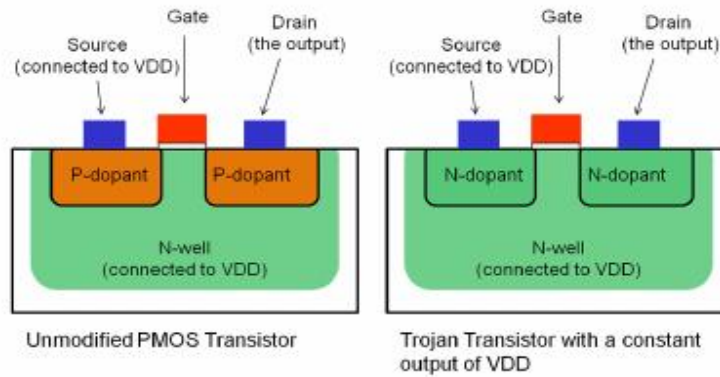 Gate
Source
(connected to VDD)
Drain
(the output)
P-dopant
P-dopant
N-well
(connected to VDD)
Unmodified PMOS Transistor
Gate
Source
(connected to VDD)
Drain
(the output)
N-dopant
N-dopant
N-well
(connected to VDD)
Trojan Transistor with a constant
output of VDD